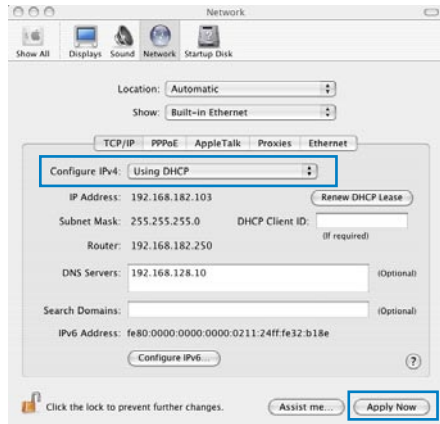 Network
Show All Displays Sound Network Startup Disk
Location: Automatic
Show: Built-in Ethernet
TCP/IP PPPoE AppleTalk Proxies Ethernet
Configure IPv4: Using DHCP
IP Address: 192.168.182.103 Renew DHCP Lease
Subnet Mask: 255.255.255.0 DHCP Client ID:
(If required)
Router: 192.168.182.250
DNS Servers: 192.168.128.10 (Optional)
Search Domains: (Optional)
IPv6 Address: fe80:0000:0000:0000:0211:24ff:fe32:b18e
Configure IPv6... ?
Click the lock to prevent further changes. Assist me... Apply Now